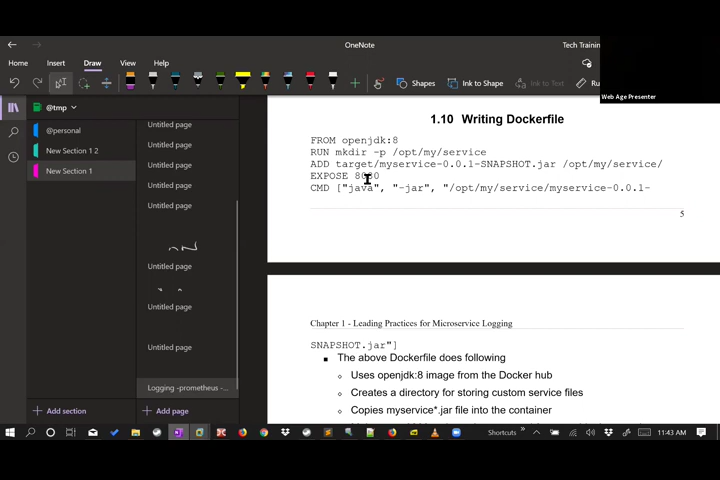 OneNote
Tech Trainin
Home Insert Draw View Help
Shapes Ink to Shape Ink to Text Ru
Web Age Presenter
@tmp
@personal
New Section 1 2
New Section 1
Untitled page
Untitled page
Untitled page
Untitled page
Untitled page
Untitled page
Untitled page
Untitled page
Logging -prometheus -...
Add section
Add page
1.10 Writing Dockerfile
FROM openjdk:8
RUN mkdir -p /opt/my/service
ADD target/myservice-0.0.1-SNAPSHOT.jar /opt/my/service/
EXPOSE 8080
CMD ["java", "-jar", "/opt/my/service/myservice-0.0.1-
5
Chapter 1 - Leading Practices for Microservice Logging
SNAPSHOT.jar"]
The above Dockerfile does following
Uses openjdk:8 image from the Docker hub
Creates a directory for storing custom service files
Copies myservice*.jar file into the container
Shortcuts
11:43 AM